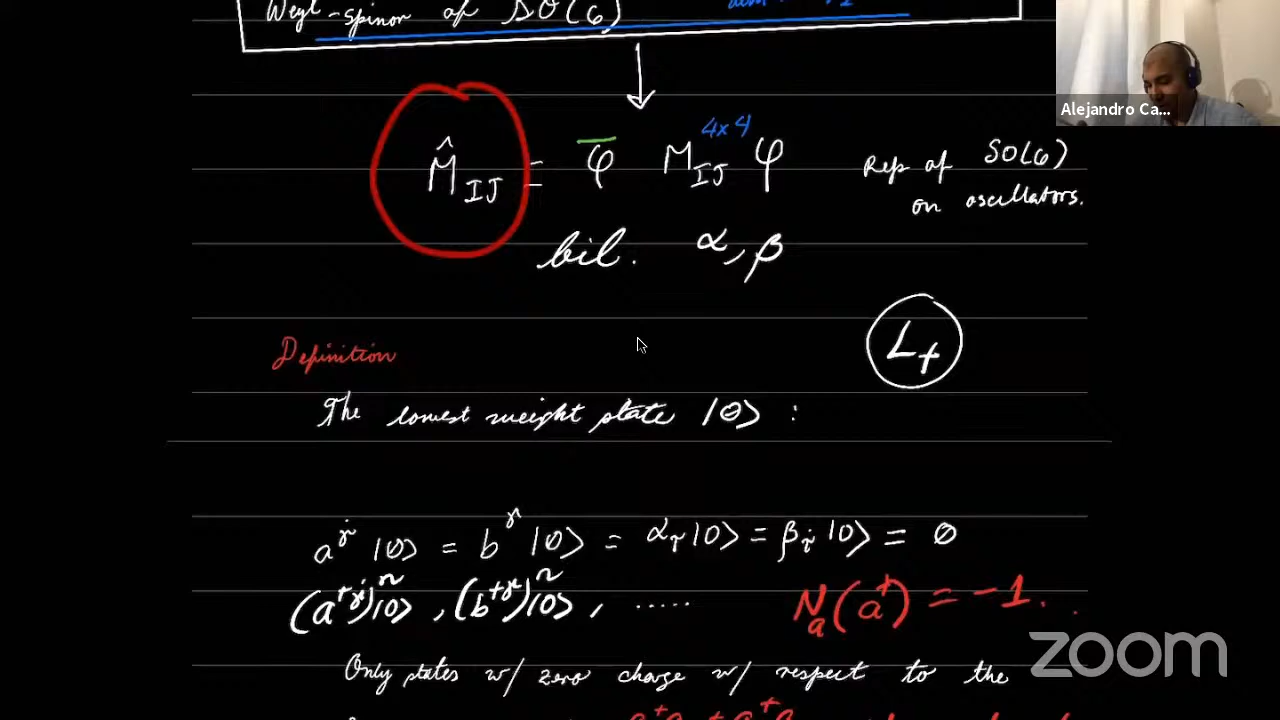 Weyl-spinor of SO(6)
Alejandro Ca...
M̂_IJ = φ̄ M_IJ φ
4x4
Rep of SO(6)
on oscillators.
bil. α, β
L+
Definition
The lowest weight state |0⟩ :
a^γ̇ |0⟩ = b^γ |0⟩ = α_τ|0⟩ = β_τ̇|0⟩ = 0
(a^{+γ̇})^n|0⟩, (b^{+γ})^n|0⟩, .....
N_a(a^+) = -1...
Only states w/ zero charge w/ respect to the
zoom